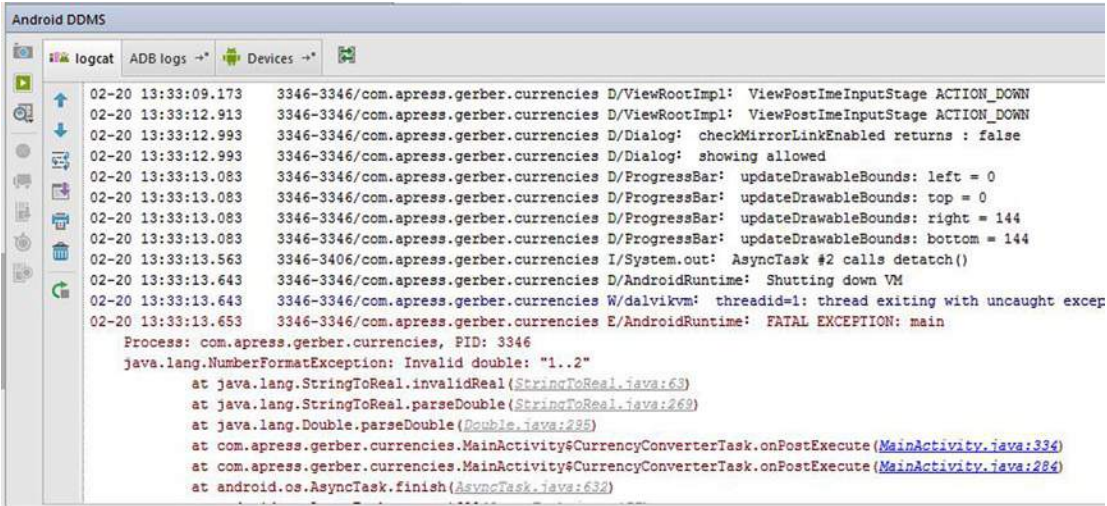 Android DDMS
logcat ADB logs →" Devices →"
02-20 13:33:09.173 3346-3346/com.apress.gerber.currencies D/ViewRootImpl: ViewPostImeInputStage ACTION_DOWN
02-20 13:33:12.913 3346-3346/com.apress.gerber.currencies D/ViewRootImpl: ViewPostImeInputStage ACTION_DOWN
02-20 13:33:12.993 3346-3346/com.apress.gerber.currencies D/Dialog: checkMirrorLinkEnabled returns : false
02-20 13:33:12.993 3346-3346/com.apress.gerber.currencies D/Dialog: showing allowed
02-20 13:33:13.083 3346-3346/com.apress.gerber.currencies D/ProgressBar: updateDrawableBounds: left = 0
02-20 13:33:13.083 3346-3346/com.apress.gerber.currencies D/ProgressBar: updateDrawableBounds: top = 0
02-20 13:33:13.083 3346-3346/com.apress.gerber.currencies D/ProgressBar: updateDrawableBounds: right = 144
02-20 13:33:13.083 3346-3346/com.apress.gerber.currencies D/ProgressBar: updateDrawableBounds: bottom = 144
02-20 13:33:13.563 3346-3406/com.apress.gerber.currencies I/System.out: AsyncTask #2 calls detatch()
02-20 13:33:13.643 3346-3346/com.apress.gerber.currencies D/AndroidRuntime: Shutting down VM
02-20 13:33:13.643 3346-3346/com.apress.gerber.currencies W/dalvikvm: threadid=1: thread exiting with uncaught excep
02-20 13:33:13.653 3346-3346/com.apress.gerber.currencies E/AndroidRuntime: FATAL EXCEPTION: main
Process: com.apress.gerber.currencies, PID: 3346
java.lang.NumberFormatException: Invalid double: "1..2"
at java.lang.StringToReal.invalidReal(StringToReal.java:63)
at java.lang.StringToReal.parseDouble(StringToReal.java:269)
at java.lang.Double.parseDouble(Double.java:295)
at com.apress.gerber.currencies.MainActivity$CurrencyConverterTask.onPostExecute(MainActivity.java:334)
at com.apress.gerber.currencies.MainActivity$CurrencyConverterTask.onPostExecute(MainActivity.java:284)
at android.os.AsyncTask.finish(AsyncTask.java:632)